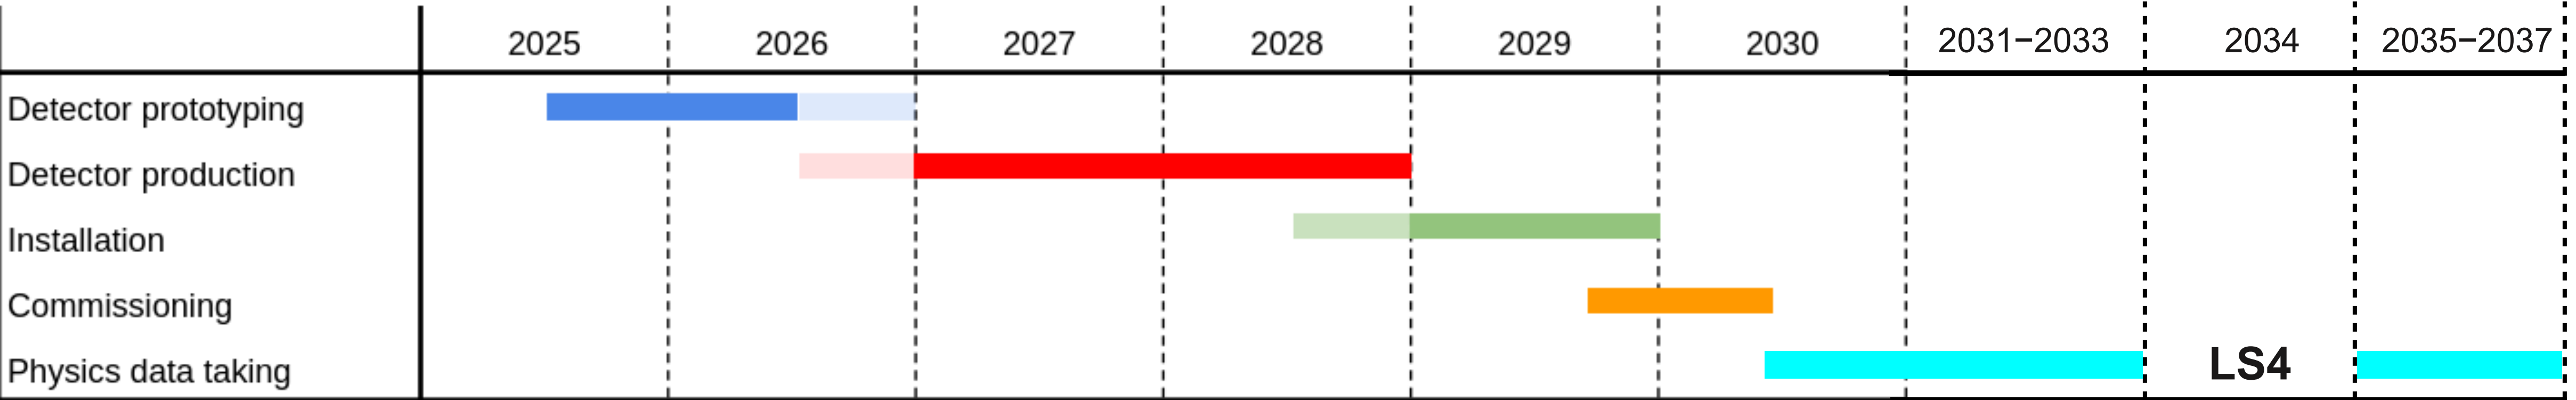 2025 2026 2027 2028 2029 2030 2031–2033 2034 2035–2037
Detector prototyping
Detector production
Installation
Commissioning
Physics data taking LS4